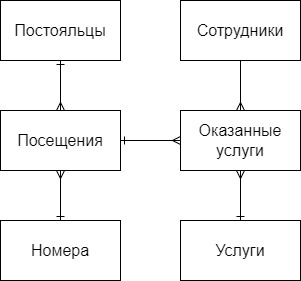 Постояльцы
Сотрудники
Посещения
Оказанные
услуги
Номера
Услуги